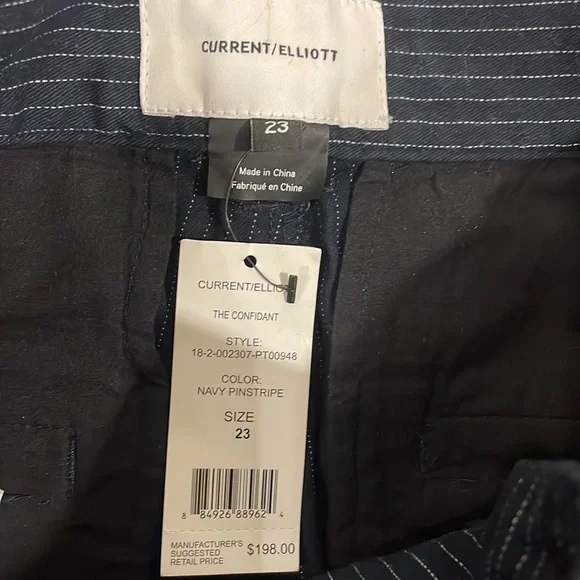 CURRENT/ELLIOTT
23
Made in China
Fabriqué en Chine
CURRENT/ELLIOTT
THE CONFIDANT
STYLE:
18-2-002307-PT00948
COLOR:
NAVY PINSTRIPE
SIZE
23
8 84926 88962 4
MANUFACTURER'S
SUGGESTED
RETAIL PRICE
$198.00